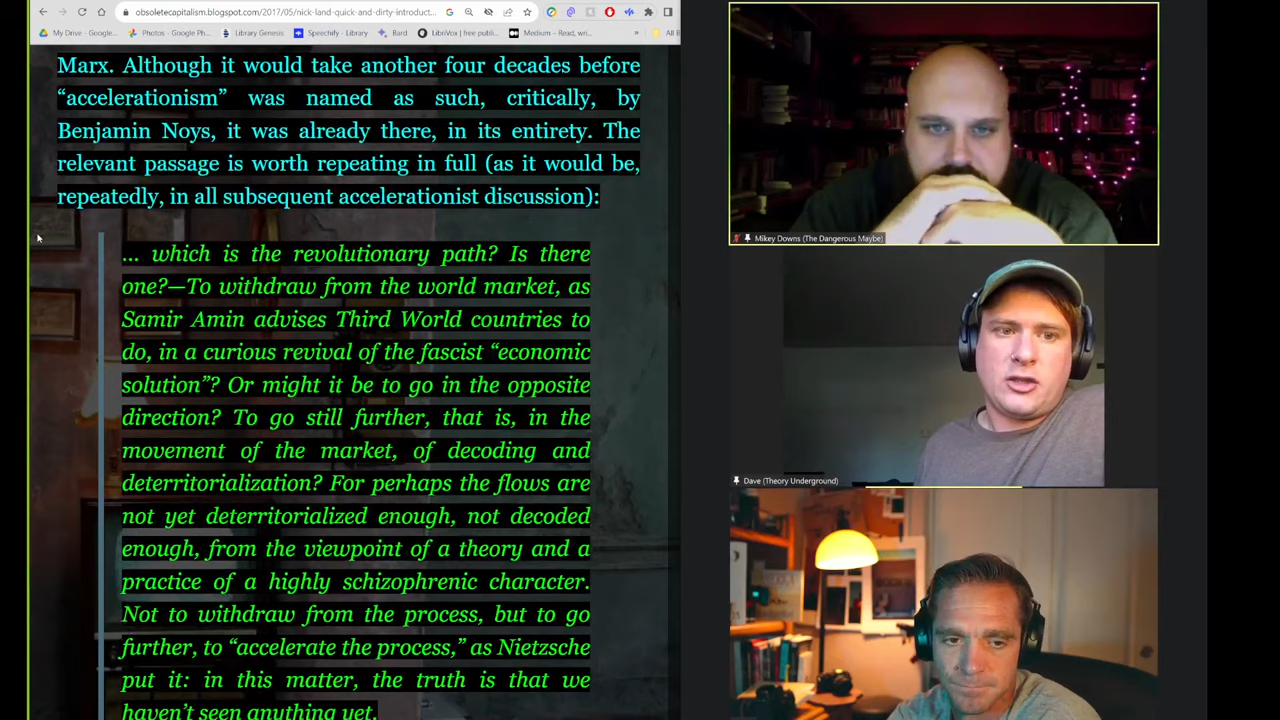 obsoletecapitalism.blogspot.com/2017/05/nick-land-quick-and-dirty-introduct...
My Drive - Google...
Photos - Google Ph...
Library Genesis
Speechify - Library
Bard
LibriVox | free publi...
Medium – Read, wri...
»
All B
Marx. Although it would take another four decades before
“accelerationism” was named as such, critically, by
Benjamin Noys, it was already there, in its entirety. The
relevant passage is worth repeating in full (as it would be,
repeatedly, in all subsequent accelerationist discussion):
... which is the revolutionary path? Is there
one?—To withdraw from the world market, as
Samir Amin advises Third World countries to
do, in a curious revival of the fascist “economic
solution”? Or might it be to go in the opposite
direction? To go still further, that is, in the
movement of the market, of decoding and
deterritorialization? For perhaps the flows are
not yet deterritorialized enough, not decoded
enough, from the viewpoint of a theory and a
practice of a highly schizophrenic character.
Not to withdraw from the process, but to go
further, to “accelerate the process,” as Nietzsche
put it: in this matter, the truth is that we
haven’t seen anything yet.
Mikey Downs (The Dangerous Maybe)
Dave (Theory Underground)